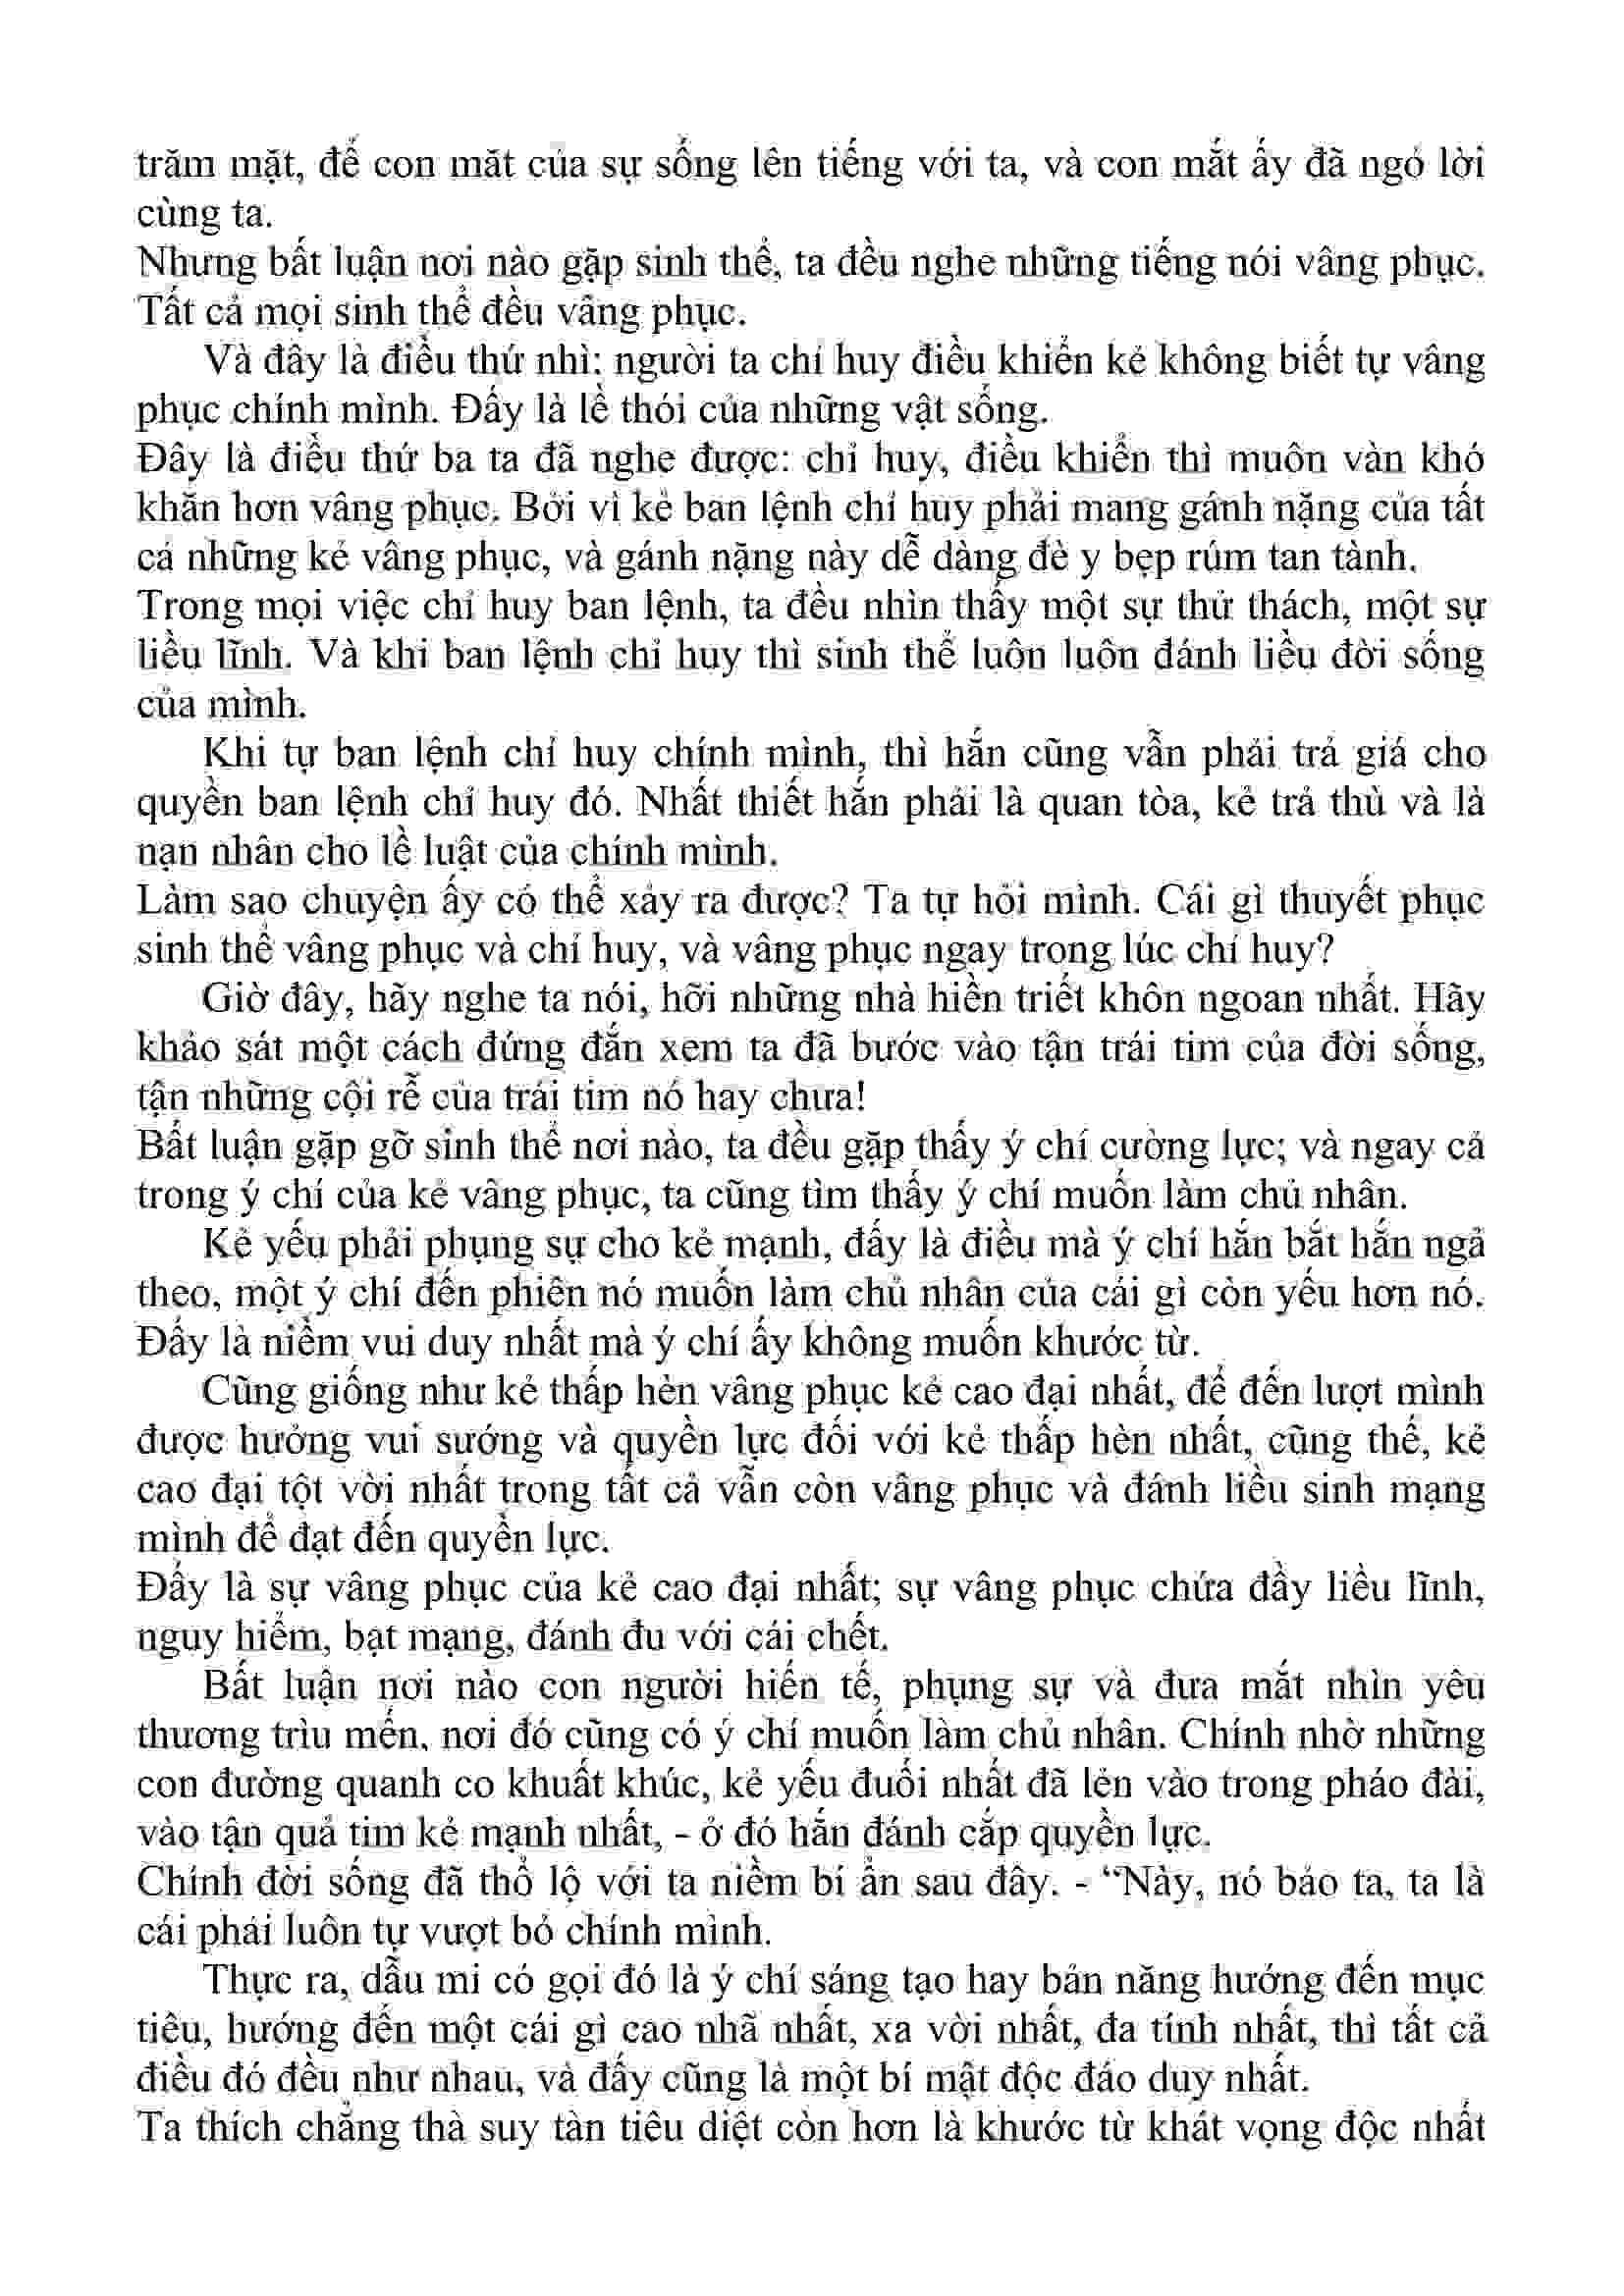 trăm mặt, để con mắt của sự sống lên tiếng với ta, và con mắt ấy đã ngỏ lời
cùng ta.
Nhưng bất luận nơi nào gặp sinh thể, ta đều nghe những tiếng nói vâng phục.
Tất cả mọi sinh thể đều vâng phục.
Và đây là điều thứ nhì: người ta chỉ huy điều khiển kẻ không biết tự vâng
phục chính mình. Đấy là lề thói của những vật sống.
Đây là điều thứ ba ta đã nghe được: chỉ huy, điều khiển thì muôn vàn khó
khăn hơn vâng phục. Bởi vì kẻ ban lệnh chỉ huy phải mang gánh nặng của tất
cả những kẻ vâng phục, và gánh nặng này dễ dàng đè y bẹp rúm tan tành.
Trong mọi việc chỉ huy ban lệnh, ta đều nhìn thấy một sự thử thách, một sự
liều lĩnh. Và khi ban lệnh chỉ huy thì sinh thể luôn luôn đánh liều đời sống
của mình.
Khi tự ban lệnh chỉ huy chính mình, thì hắn cũng vẫn phải trả giá cho
quyền ban lệnh chỉ huy đó. Nhất thiết hắn phải là quan tòa, kẻ trả thù và là
nạn nhân cho lề luật của chính mình.
Làm sao chuyện ấy có thể xảy ra được? Ta tự hỏi mình. Cái gì thuyết phục
sinh thể vâng phục và chỉ huy, và vâng phục ngay trong lúc chỉ huy?
Giờ đây, hãy nghe ta nói, hỡi những nhà hiền triết khôn ngoan nhất. Hãy
khảo sát một cách đứng đắn xem ta đã bước vào tận trái tim của đời sống,
tận những cội rễ của trái tim nó hay chưa!
Bất luận gặp gỡ sinh thể nơi nào, ta đều gặp thấy ý chí cường lực; và ngay cả
trong ý chí của kẻ vâng phục, ta cũng tìm thấy ý chí muốn làm chủ nhân.
Kẻ yếu phải phụng sự cho kẻ mạnh, đấy là điều mà ý chí hắn bắt hắn ngả
theo, một ý chí đến phiên nó muốn làm chủ nhân của cái gì còn yếu hơn nó.
Đấy là niềm vui duy nhất mà ý chí ấy không muốn khước từ.
Cũng giống như kẻ thấp hèn vâng phục kẻ cao đại nhất, để đến lượt mình
được hưởng vui sướng và quyền lực đối với kẻ thấp hèn nhất, cũng thế, kẻ
cao đại tột vời nhất trong tất cả vẫn còn vâng phục và đánh liều sinh mạng
mình để đạt đến quyền lực.
Đấy là sự vâng phục của kẻ cao đại nhất; sự vâng phục chứa đầy liều lĩnh,
nguy hiểm, bạt mạng, đánh đu với cái chết.
Bất luận nơi nào con người hiến tế, phụng sự và đưa mắt nhìn yêu
thương trìu mến, nơi đó cũng có ý chí muốn làm chủ nhân. Chính nhờ những
con đường quanh co khuất khúc, kẻ yếu đuối nhất đã lẻn vào trong pháo đài,
vào tận quả tim kẻ mạnh nhất, - ở đó hắn đánh cắp quyền lực.
Chính đời sống đã thổ lộ với ta niềm bí ẩn sau đây. - “Này, nó bảo ta, ta là
cái phải luôn tự vượt bỏ chính mình.
Thực ra, dẫu mi có gọi đó là ý chí sáng tạo hay bản năng hướng đến mục
tiêu, hướng đến một cái gì cao nhã nhất, xa vời nhất, đa tính nhất, thì tất cả
điều đó đều như nhau, và đấy cũng là một bí mật độc đáo duy nhất.
Ta thích chẳng thà suy tàn tiêu diệt còn hơn là khước từ khát vọng độc nhất